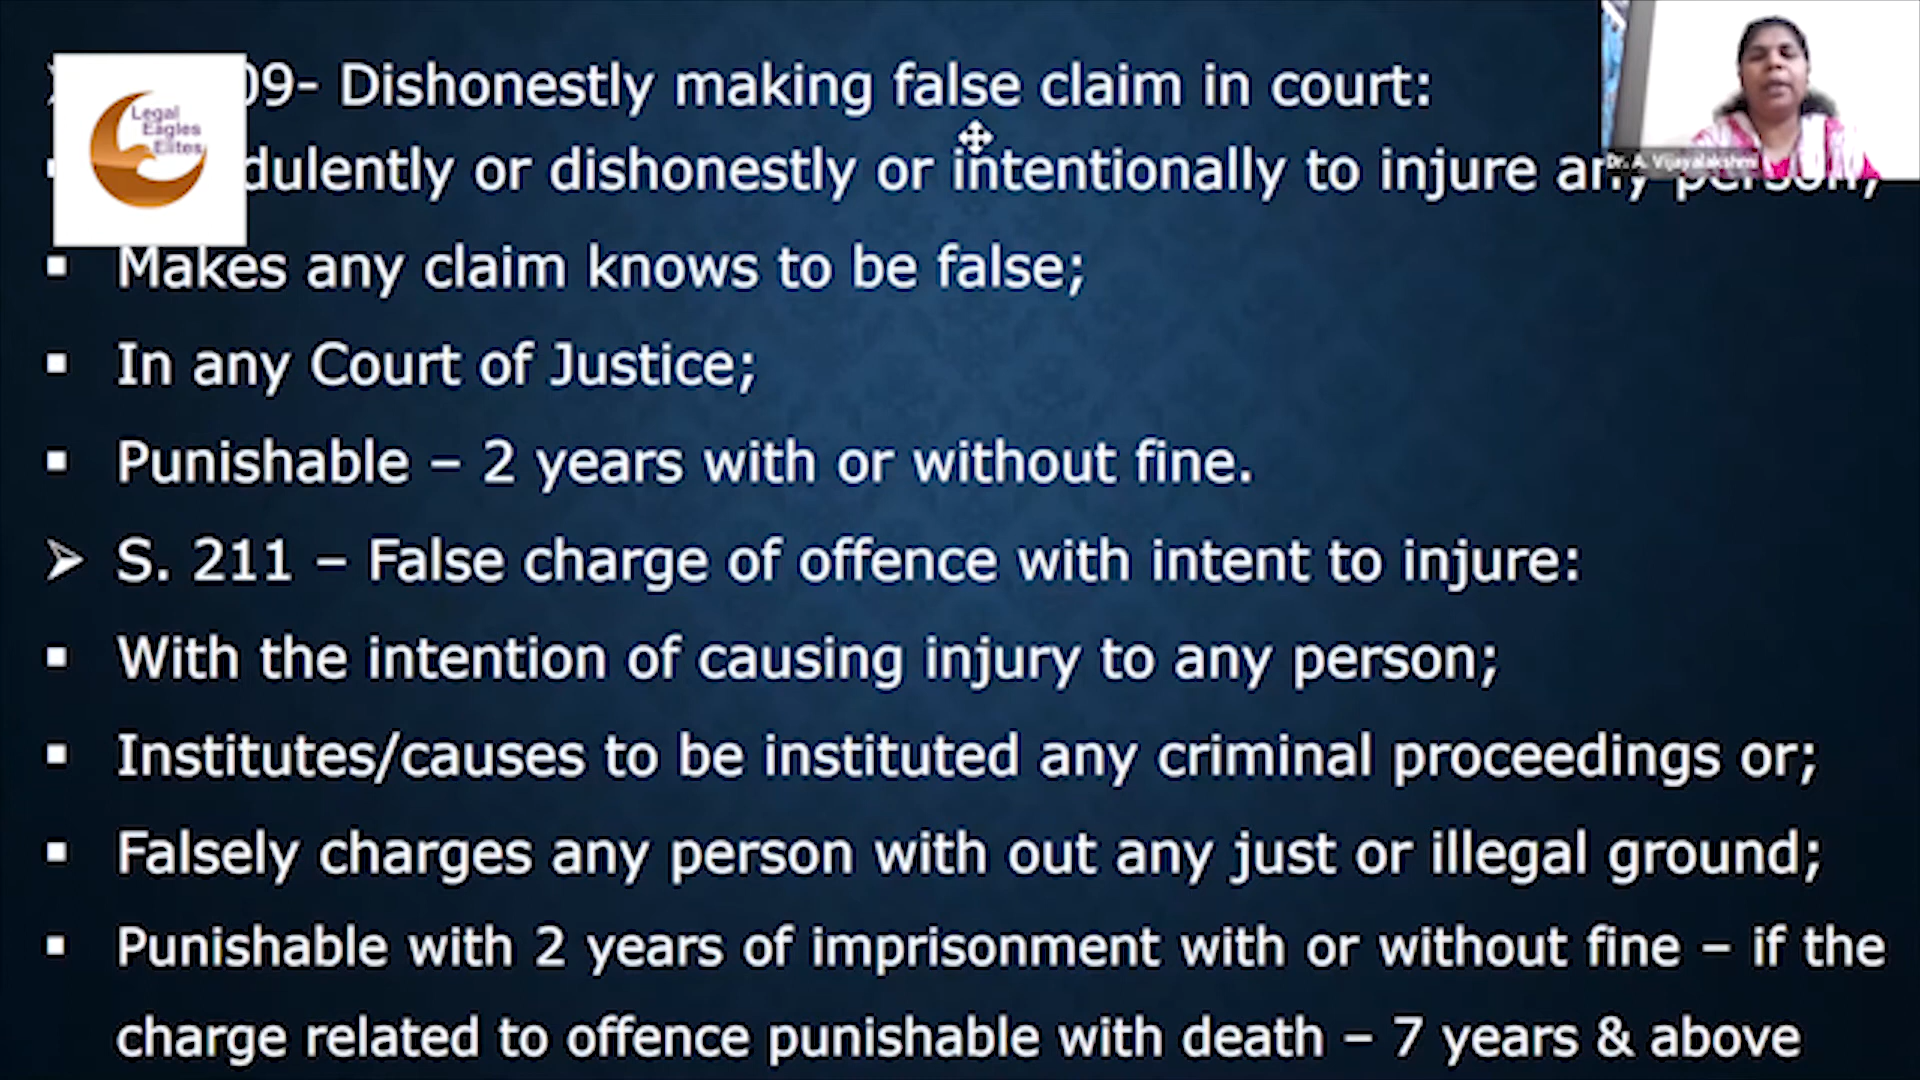 09- Dishonestly making false claim in court:
dulently or dishonestly or intentionally to injure any person;
Makes any claim knows to be false;
In any Court of Justice;
Punishable – 2 years with or without fine.
S. 211 – False charge of offence with intent to injure:
With the intention of causing injury to any person;
Institutes/causes to be instituted any criminal proceedings or;
Falsely charges any person with out any just or illegal ground;
Punishable with 2 years of imprisonment with or without fine – if the
charge related to offence punishable with death – 7 years & above
Legal
Eagles
Elites
Dr. A. Vijayalakshmi